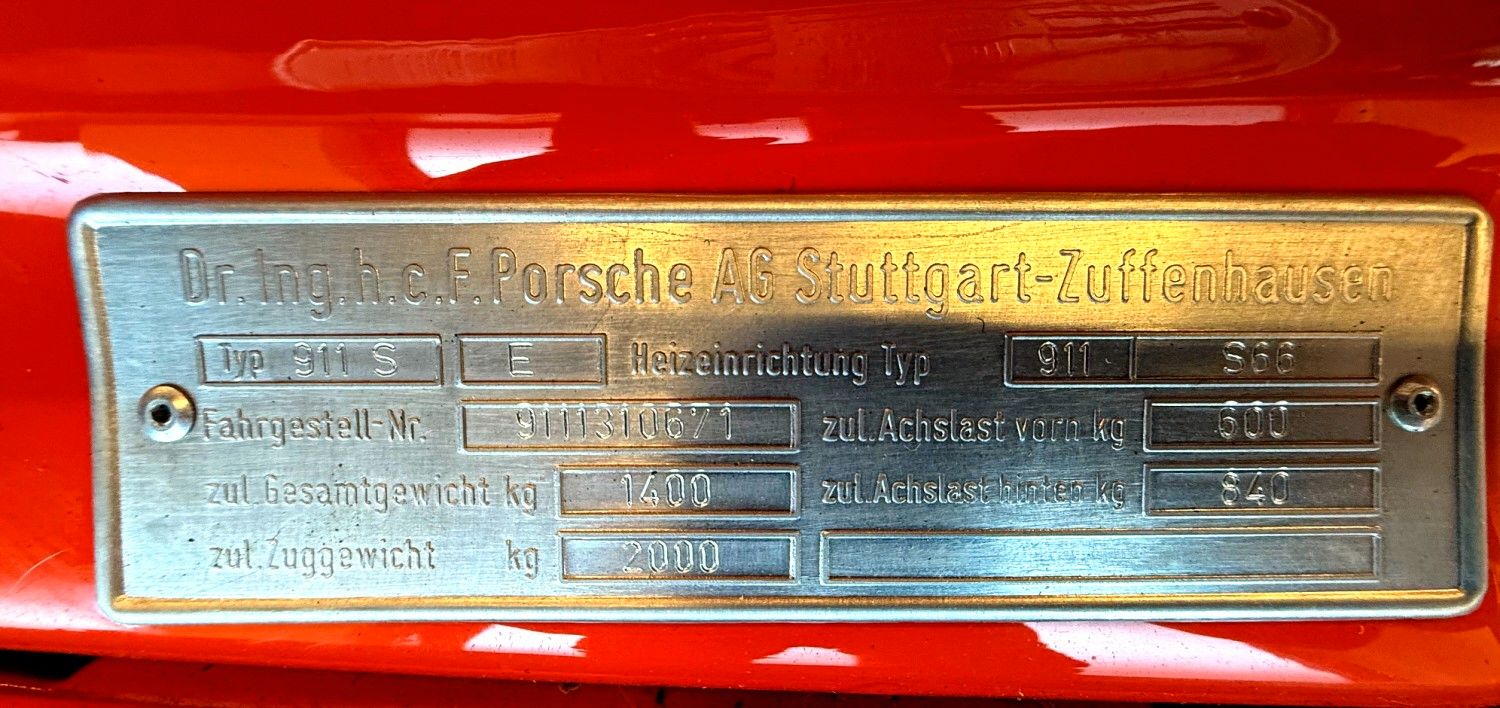 Dr. Ing. h. c. F. Porsche AG Stuttgart-Zuffenhausen
Typ 911 S E Heizeinrichtung Typ 911 S66
Fahrgestell-Nr. 9111310671 zul. Achslast vorn kg 600
zul. Gesamtgewicht kg 1400 zul. Achslast hinten kg 840
zul. Zuggewicht kg 2000